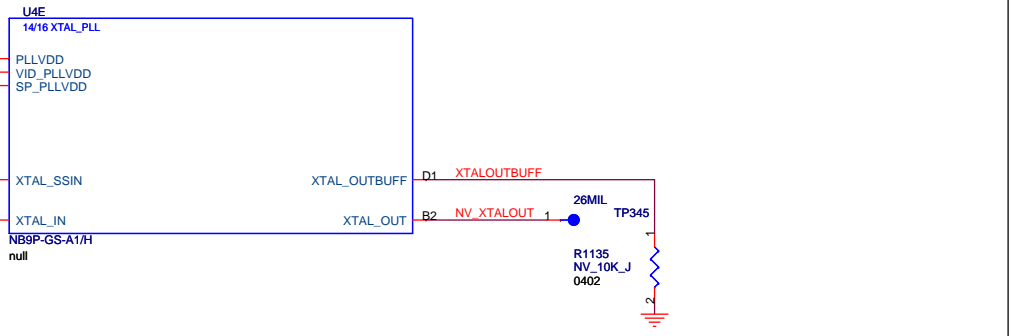 U4E
14/16 XTAL_PLL
PLLVDD
VID_PLLVDD
SP_PLLVDD
XTAL_SSIN
XTAL_OUTBUFF
D1
XTALOUTBUFF
XTAL_IN
XTAL_OUT
B2
NV_XTALOUT
1
26MIL
TP345
NB9P-GS-A1/H
null
1
R1135
NV_10K_J
0402
2